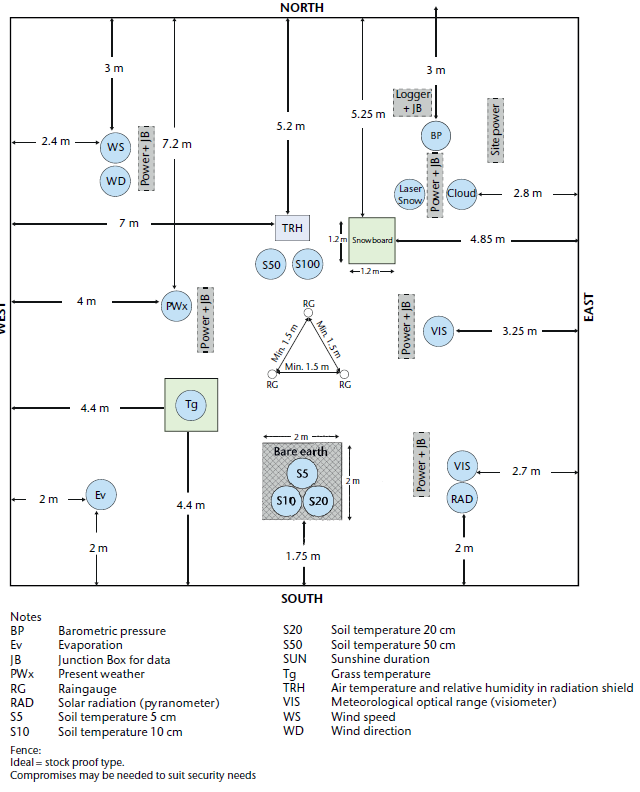 NORTH
3 m
3 m
Logger
+ JB
5.25 m
5.2 m
Site power
2.4 m
WS
Power+ JB
7.2 m
BP
WD
Power + JB
Laser
Snow
Cloud
2.8 m
7 m
TRH
1.2m
Snowboard
4.85 m
S50
S100
1.2m
WEST
EAST
4 m
PWx
Power + JB
RG
Min. 1.5 m
Min. 1.5 m
Min. 1.5 m
RG
RG
Power + JB
VIS
3.25 m
4.4 m
Tg
2 m
Bare earth
S5
S10
S20
2 m
Power + JB
VIS
2.7 m
RAD
2 m
Ev
4.4 m
2 m
1.75 m
2 m
SOUTH
Notes
BP Barometric pressure
Ev Evaporation
JB Junction Box for data
PWx Present weather
RG Raingauge
RAD Solar radiation (pyranometer)
S5 Soil temperature 5 cm
S10 Soil temperature 10 cm
S20 Soil temperature 20 cm
S50 Soil temperature 50 cm
SUN Sunshine duration
Tg Grass temperature
TRH Air temperature and relative humidity in radiation shield
VIS Meteorological optical range (visiometer)
WS Wind speed
WD Wind direction
Fence:
Ideal = stock proof type.
Compromises may be needed to suit security needs